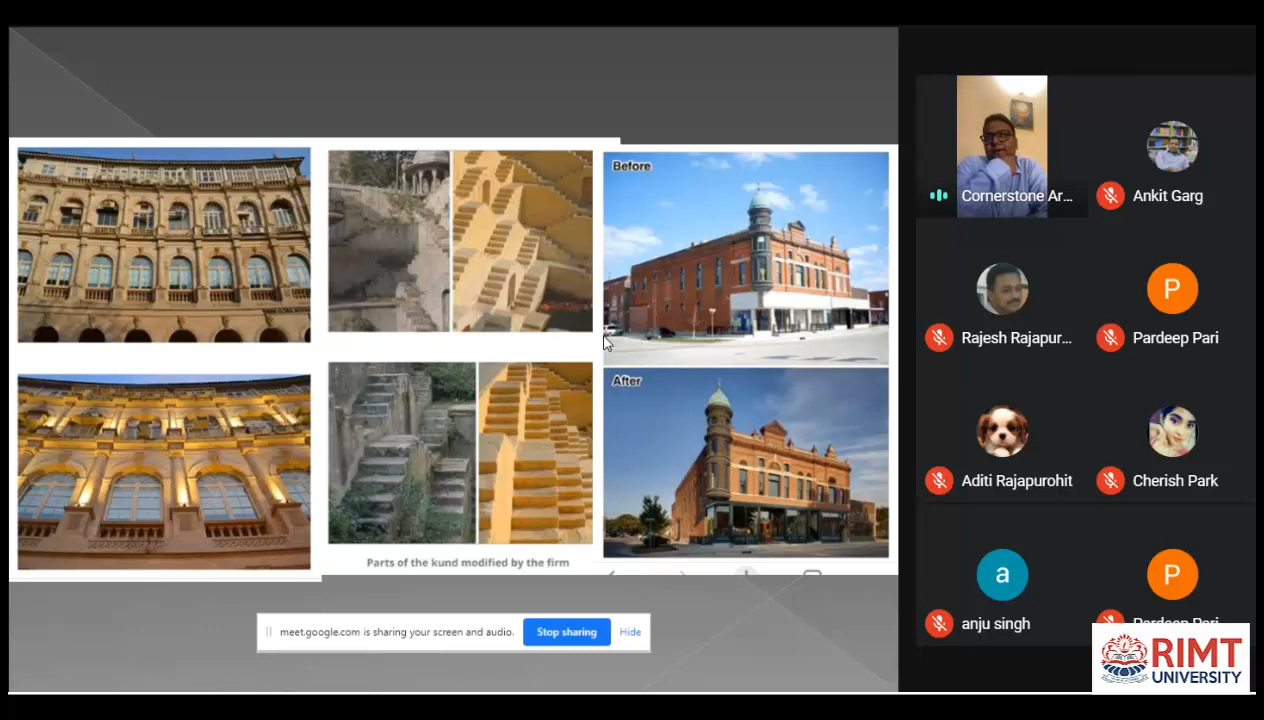 Before
After
Parts of the kund modified by the firm
meet.google.com is sharing your screen and audio.
Stop sharing
Hide
Cornerstone Ar...
Ankit Garg
Rajesh Rajapur...
P
Pardeep Pari
Aditi Rajapurohit
Cherish Park
a
anju singh
P
Pardeep Pari
RIMT
UNIVERSITY